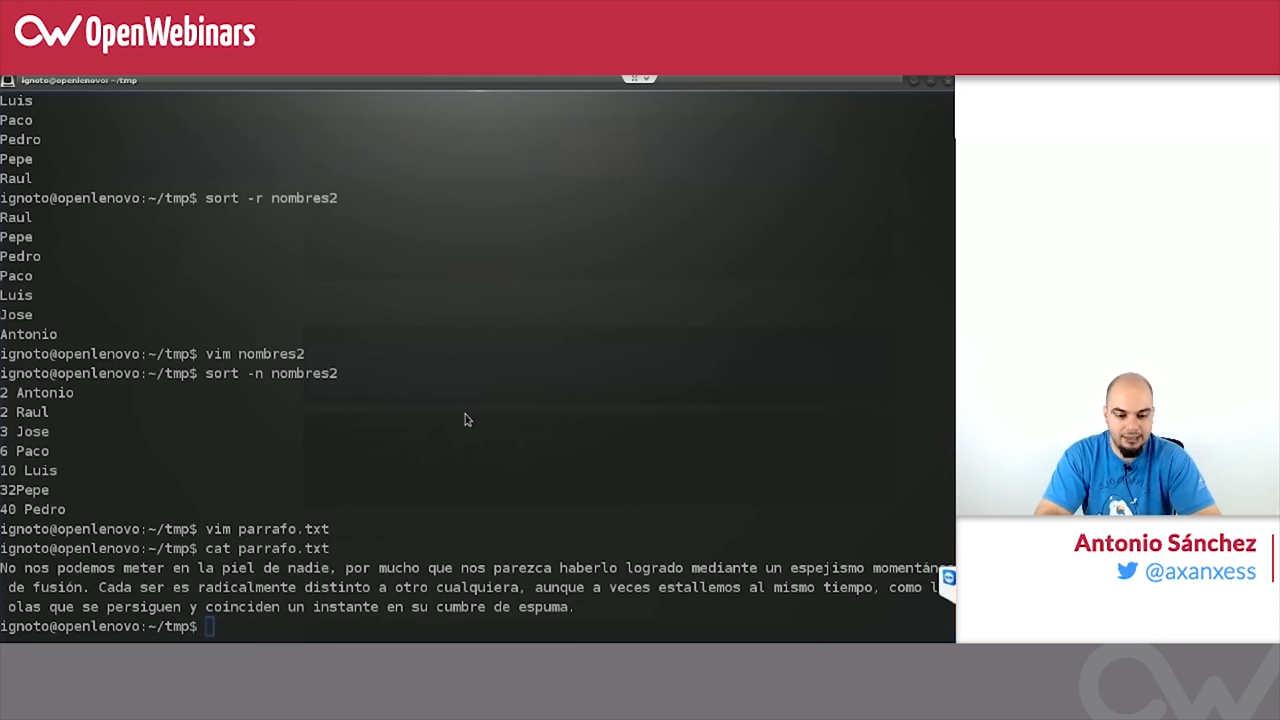 OpenWebinars
ignoto@openlenovo: ~/tmp
Luis
Paco
Pedro
Pepe
Raul
ignoto@openlenovo:~/tmp$ sort -r nombres2
Raul
Pepe
Pedro
Paco
Luis
Jose
Antonio
ignoto@openlenovo:~/tmp$ vim nombres2
ignoto@openlenovo:~/tmp$ sort -n nombres2
2 Antonio
2 Raul
3 Jose
6 Paco
10 Luis
32Pepe
40 Pedro
ignoto@openlenovo:~/tmp$ vim parrafo.txt
ignoto@openlenovo:~/tmp$ cat parrafo.txt
No nos podemos meter en la piel de nadie, por mucho que nos parezca haberlo logrado mediante un espejismo momentán
de fusión. Cada ser es radicalmente distinto a otro cualquiera, aunque a veces estallemos al mismo tiempo, como l
olas que se persiguen y coinciden un instante en su cumbre de espuma.
ignoto@openlenovo:~/tmp$
Antonio Sánchez
@axanxess